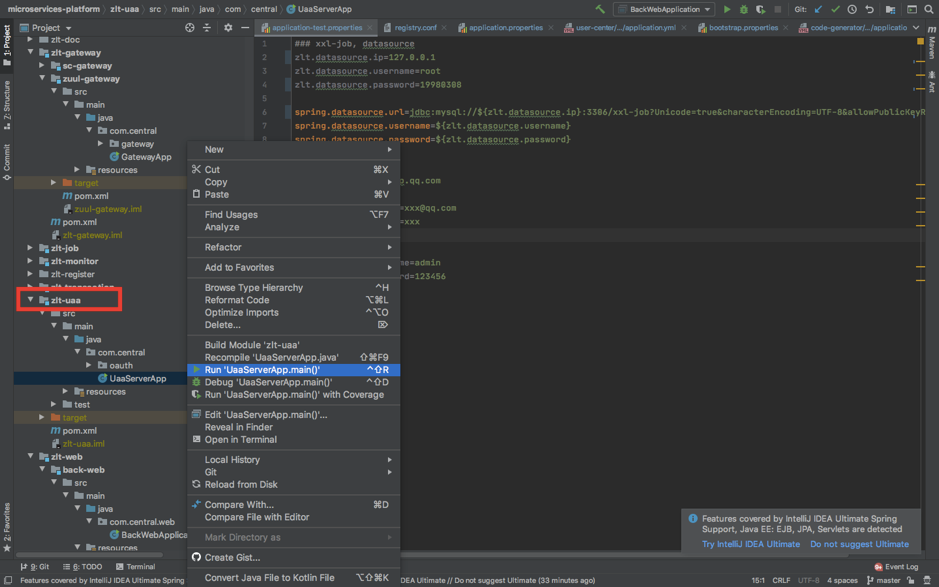 microservices-platform › zlt-uaa › src › main › java › com › central › UaaServerApp
BackWebApplication
Git:
Project
application-test.properties
registry.conf
application.properties
user-center/.../application.yml
bootstrap.properties
code-generator/.../applicatio
1: Project
Z: Structure
Commit
2: Favorites
Maven
Ant
zlt-doc
zlt-gateway
sc-gateway
zuul-gateway
src
main
java
com.central
gateway
GatewayApp
resources
target
pom.xml
zuul-gateway.iml
pom.xml
zlt-gateway.iml
zlt-job
zlt-monitor
zlt-register
zlt-transaction
zlt-uaa
src
main
java
com.central
oauth
UaaServerApp
resources
test
target
pom.xml
zlt-uaa.iml
zlt-web
back-web
src
main
java
com.central.web
BackWebApplica
resources
1 ### xxl-job, datasource
2 zlt.datasource.ip=127.0.0.1
3 zlt.datasource.username=root
4 zlt.datasource.password=19980308
5
6 spring.datasource.url=jdbc:mysql://${zlt.datasource.ip}:3306/xxl-job?Unicode=true&characterEncoding=UTF-8&allowPublicKeyR
7 spring.datasource.username=${zlt.datasource.username}
8 spring.datasource.password=${zlt.datasource.password}
.qq.com
=xxx@qq.com
=xxx
me=admin
rd=123456
New
Cut ⌘X
Copy
Paste ⌘V
Find Usages ⌥F7
Analyze
Refactor
Add to Favorites
Browse Type Hierarchy ^H
Reformat Code ⌥⌘L
Optimize Imports ^⌥O
Delete... ⌦
Build Module 'zlt-uaa'
Recompile 'UaaServerApp.java' ⇧⌘F9
Run 'UaaServerApp.main()' ^⇧R
Debug 'UaaServerApp.main()' ^⇧D
Run 'UaaServerApp.main()' with Coverage
Edit 'UaaServerApp.main()'...
Reveal in Finder
Open in Terminal
Local History
Git
Reload from Disk
Compare With... ⌘D
Compare File with Editor
Mark Directory as
Create Gist...
Convert Java File to Kotlin File ⌥⇧⌘K
Features covered by IntelliJ IDEA Ultimate Spring
Support, Java EE: EJB, JPA, Servlets are detected
Try IntelliJ IDEA Ultimate Do not suggest Ultimate
9: Git
6: TODO
Terminal
Event Log
Features covered by IntelliJ IDEA Ultimate Spring
DEA Ultimate // Do not suggest Ultimate (33 minutes ago)
15:1 CRLF UTF-8 4 spaces master